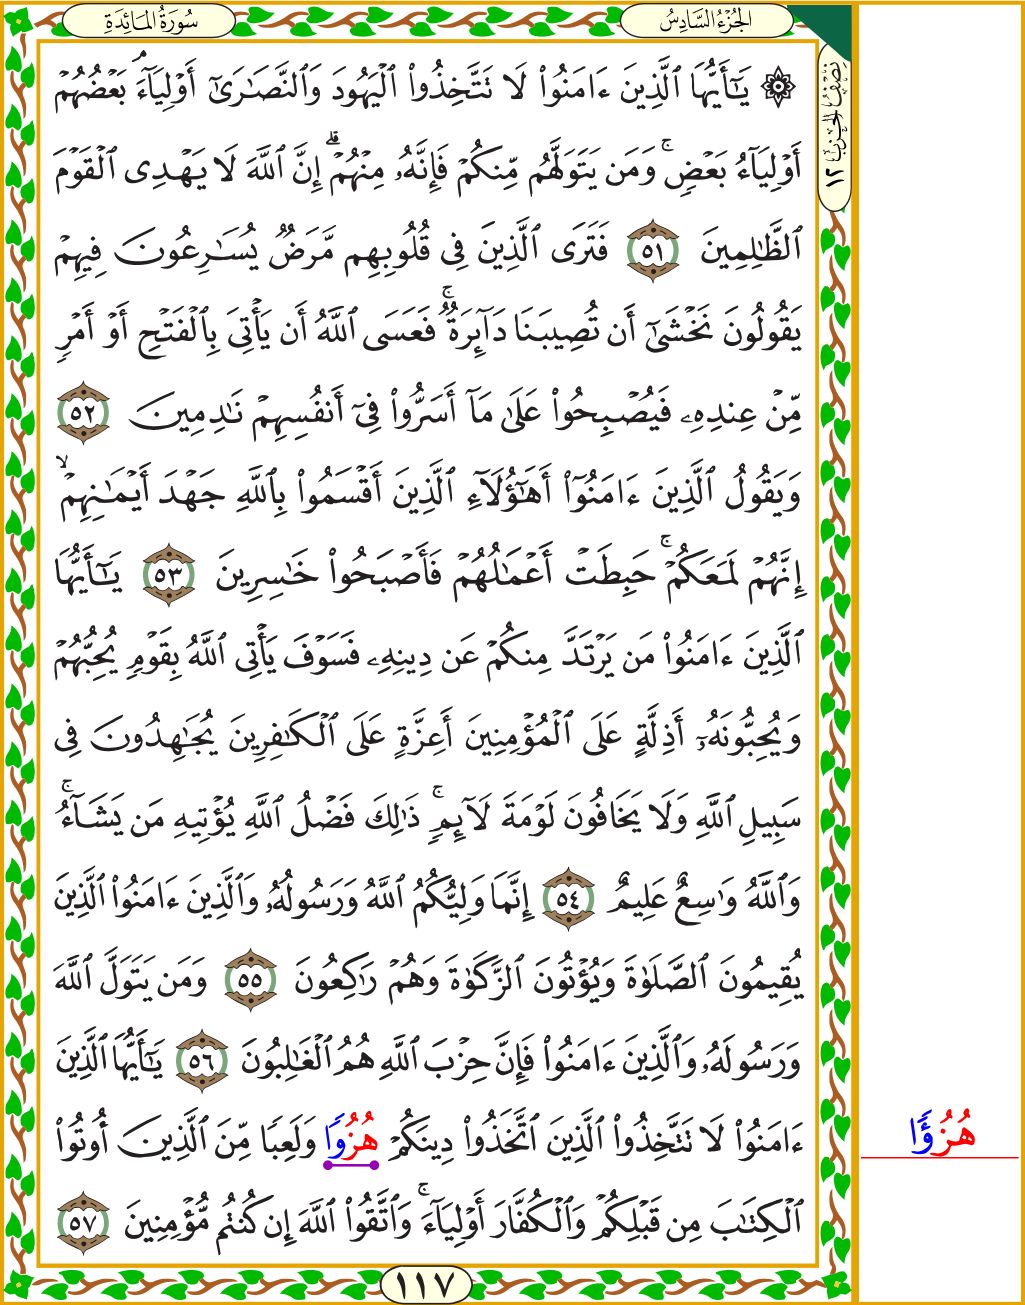 الجُزْءُ السَّادِسُ
سُورَةُ المَائِدَةِ
نِصْفُ الحِزْبِ ١٢
۞ يَـٰٓأَيُّهَا ٱلَّذِينَ ءَامَنُوا۟ لَا تَتَّخِذُوا۟ ٱلْيَهُودَ وَٱلنَّصَـٰرَىٰٓ أَوْلِيَآءَ ۘ بَعْضُهُمْ
أَوْلِيَآءُ بَعْضٍ ۚ وَمَن يَتَوَلَّهُم مِّنكُمْ فَإِنَّهُۥ مِنْهُمْ ۗ إِنَّ ٱللَّهَ لَا يَهْدِى ٱلْقَوْمَ
ٱلظَّـٰلِمِينَ ٥١ فَتَرَى ٱلَّذِينَ فِى قُلُوبِهِم مَّرَضٌ يُسَـٰرِعُونَ فِيهِمْ
يَقُولُونَ نَخْشَىٰٓ أَن تُصِيبَنَا دَآئِرَةٌ ۚ فَعَسَى ٱللَّهُ أَن يَأْتِىَ بِٱلْفَتْحِ أَوْ أَمْرٍ
مِّنْ عِندِهِۦ فَيُصْبِحُوا۟ عَلَىٰ مَآ أَسَرُّوا۟ فِىٓ أَنفُسِهِمْ نَـٰدِمِينَ ٥٢
وَيَقُولُ ٱلَّذِينَ ءَامَنُوٓا۟ أَهَـٰٓؤُلَآءِ ٱلَّذِينَ أَقْسَمُوا۟ بِٱللَّهِ جَهْدَ أَيْمَـٰنِهِمْ ۙ
إِنَّهُمْ لَمَعَكُمْ ۚ حَبِطَتْ أَعْمَـٰلُهُمْ فَأَصْبَحُوا۟ خَـٰسِرِينَ ٥٣ يَـٰٓأَيُّهَا
ٱلَّذِينَ ءَامَنُوا۟ مَن يَرْتَدَّ مِنكُمْ عَن دِينِهِۦ فَسَوْفَ يَأْتِى ٱللَّهُ بِقَوْمٍ يُحِبُّهُمْ
وَيُحِبُّونَهُۥٓ أَذِلَّةٍ عَلَى ٱلْمُؤْمِنِينَ أَعِزَّةٍ عَلَى ٱلْكَـٰفِرِينَ يُجَـٰهِدُونَ فِى
سَبِيلِ ٱللَّهِ وَلَا يَخَافُونَ لَوْمَةَ لَآئِمٍ ۚ ذَٰلِكَ فَضْلُ ٱللَّهِ يُؤْتِيهِ مَن يَشَآءُ ۚ
وَٱللَّهُ وَٰسِعٌ عَلِيمٌ ٥٤ إِنَّمَا وَلِيُّكُمُ ٱللَّهُ وَرَسُولُهُۥ وَٱلَّذِينَ ءَامَنُوا۟ ٱلَّذِينَ
يُقِيمُونَ ٱلصَّلَوٰةَ وَيُؤْتُونَ ٱلزَّكَوٰةَ وَهُمْ رَٰكِعُونَ ٥٥ وَمَن يَتَوَلَّ ٱللَّهَ
وَرَسُولَهُۥ وَٱلَّذِينَ ءَامَنُوا۟ فَإِنَّ حِزْبَ ٱللَّهِ هُمُ ٱلْغَـٰلِبُونَ ٥٦ يَـٰٓأَيُّهَا ٱلَّذِينَ
ءَامَنُوا۟ لَا تَتَّخِذُوا۟ ٱلَّذِينَ ٱتَّخَذُوا۟ دِينَكُمْ هُزُوًا وَلَعِبًا مِّنَ ٱلَّذِينَ أُوتُوا۟
هُزُؤًا
ٱلْكِتَـٰبَ مِن قَبْلِكُمْ وَٱلْكُفَّارَ أَوْلِيَآءَ ۚ وَٱتَّقُوا۟ ٱللَّهَ إِن كُنتُم مُّؤْمِنِينَ ٥٧
١١٧